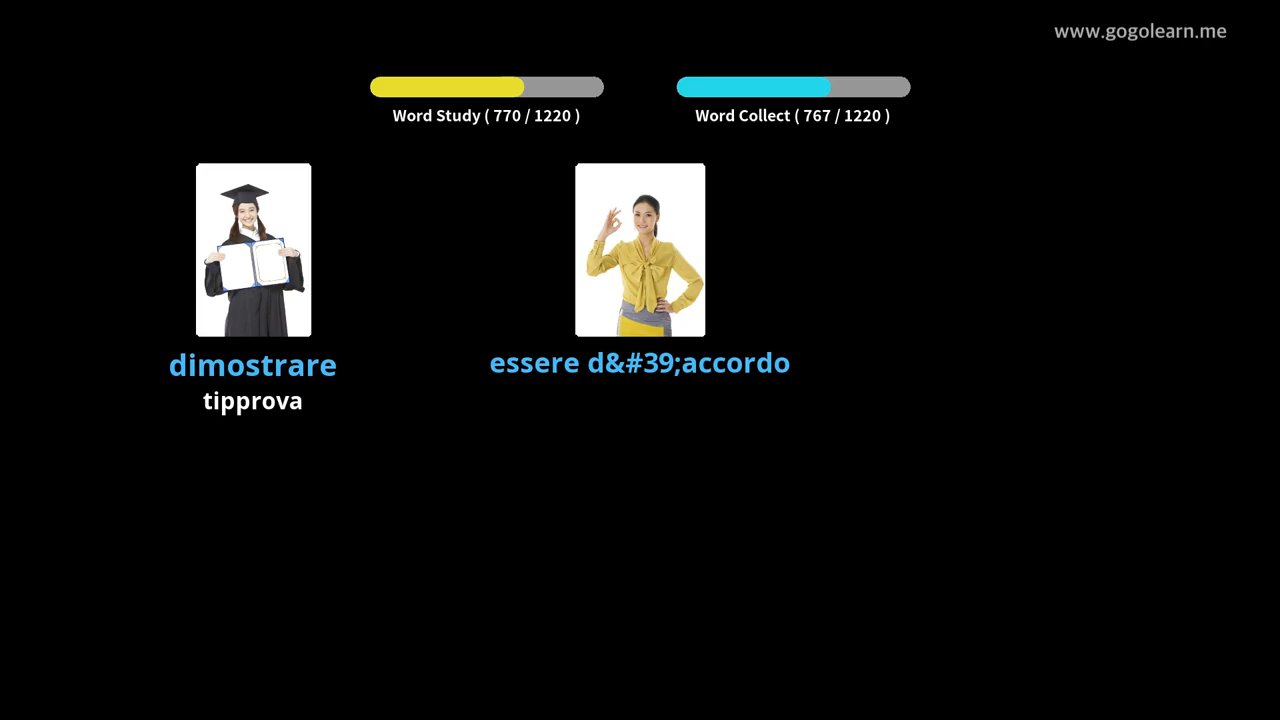 www.gogolearn.me
Word Study ( 770 / 1220 )
Word Collect ( 767 / 1220 )
dimostrare
tipprova
essere d&#39;accordo